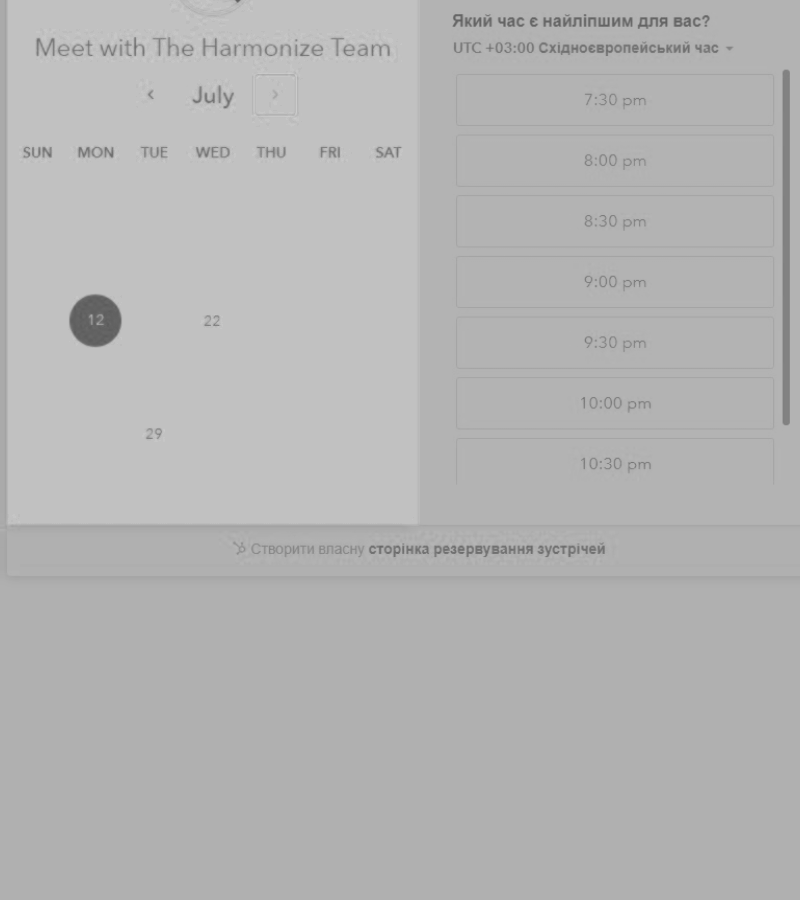 Meet with The Harmonize Team
July
SUN MON TUE WED THU FRI SAT
12 22
29
Який час є найліпшим для вас?
UTC +03:00 Східноєвропейський час
7:30 pm
8:00 pm
8:30 pm
9:00 pm
9:30 pm
10:00 pm
10:30 pm
Створити власну сторінка резервування зустрічей